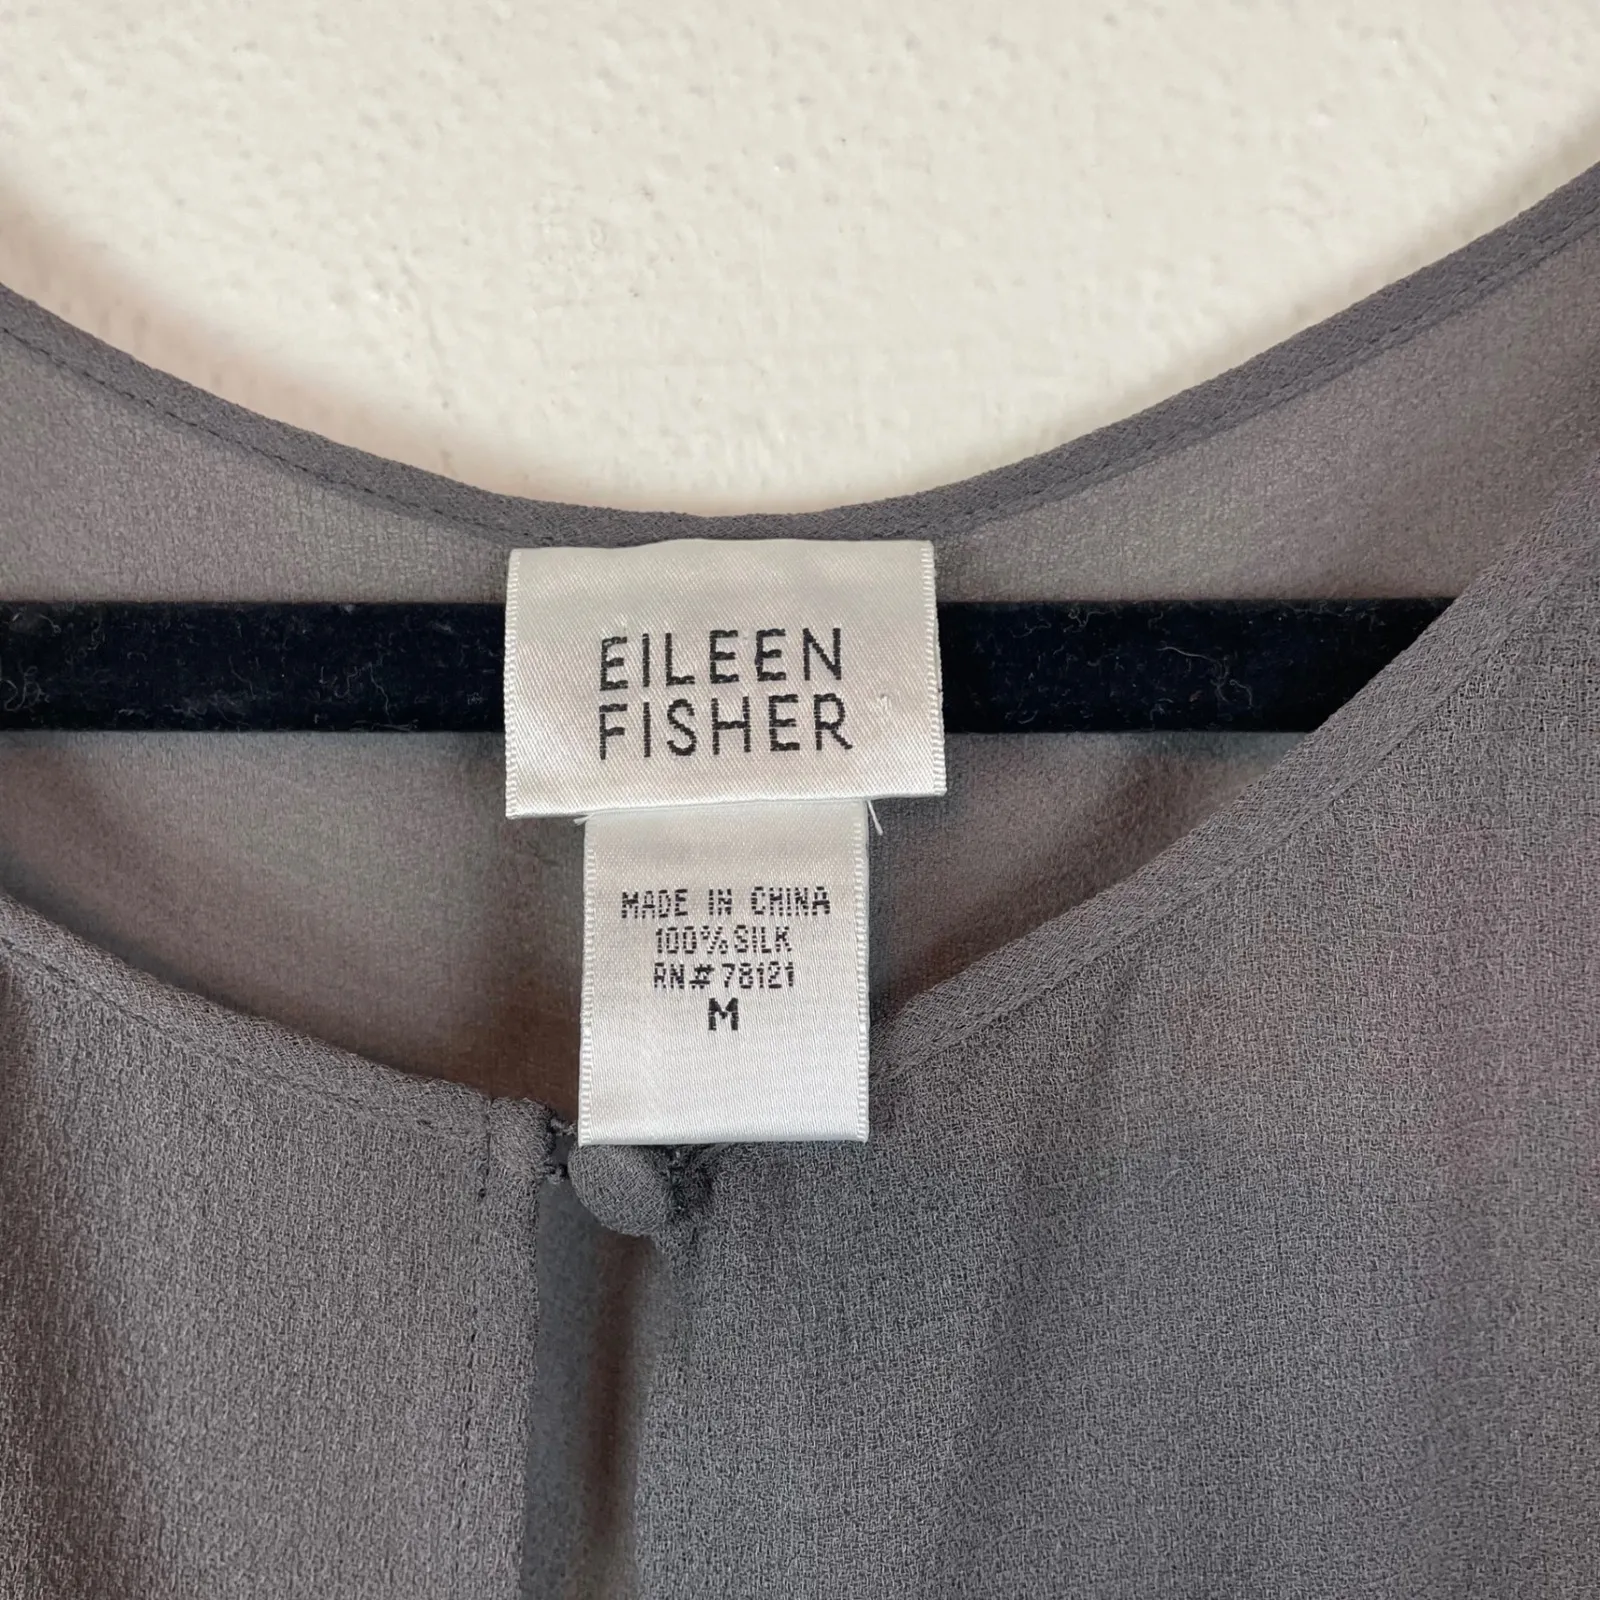 EILEEN
FISHER
MADE IN CHINA
100% SILK
RN# 78121
M